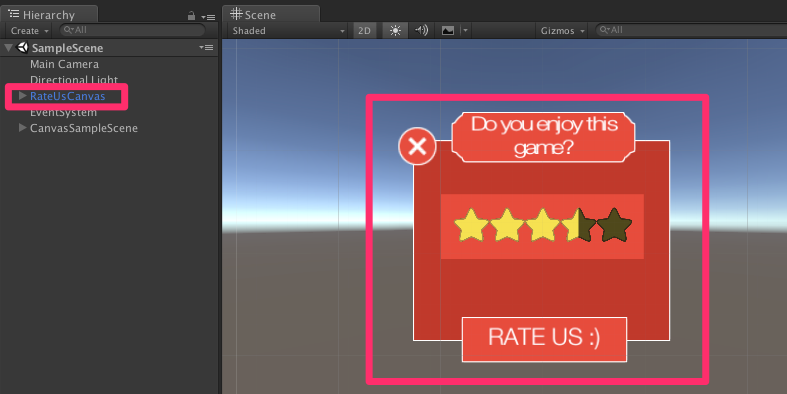 Hierarchy
Create
All
SampleScene
Main Camera
Directional Light
RateUsCanvas
EventSystem
CanvasSampleScene
Scene
Shaded
2D
Gizmos
All
Do you enjoy this
game?
RATE US :)